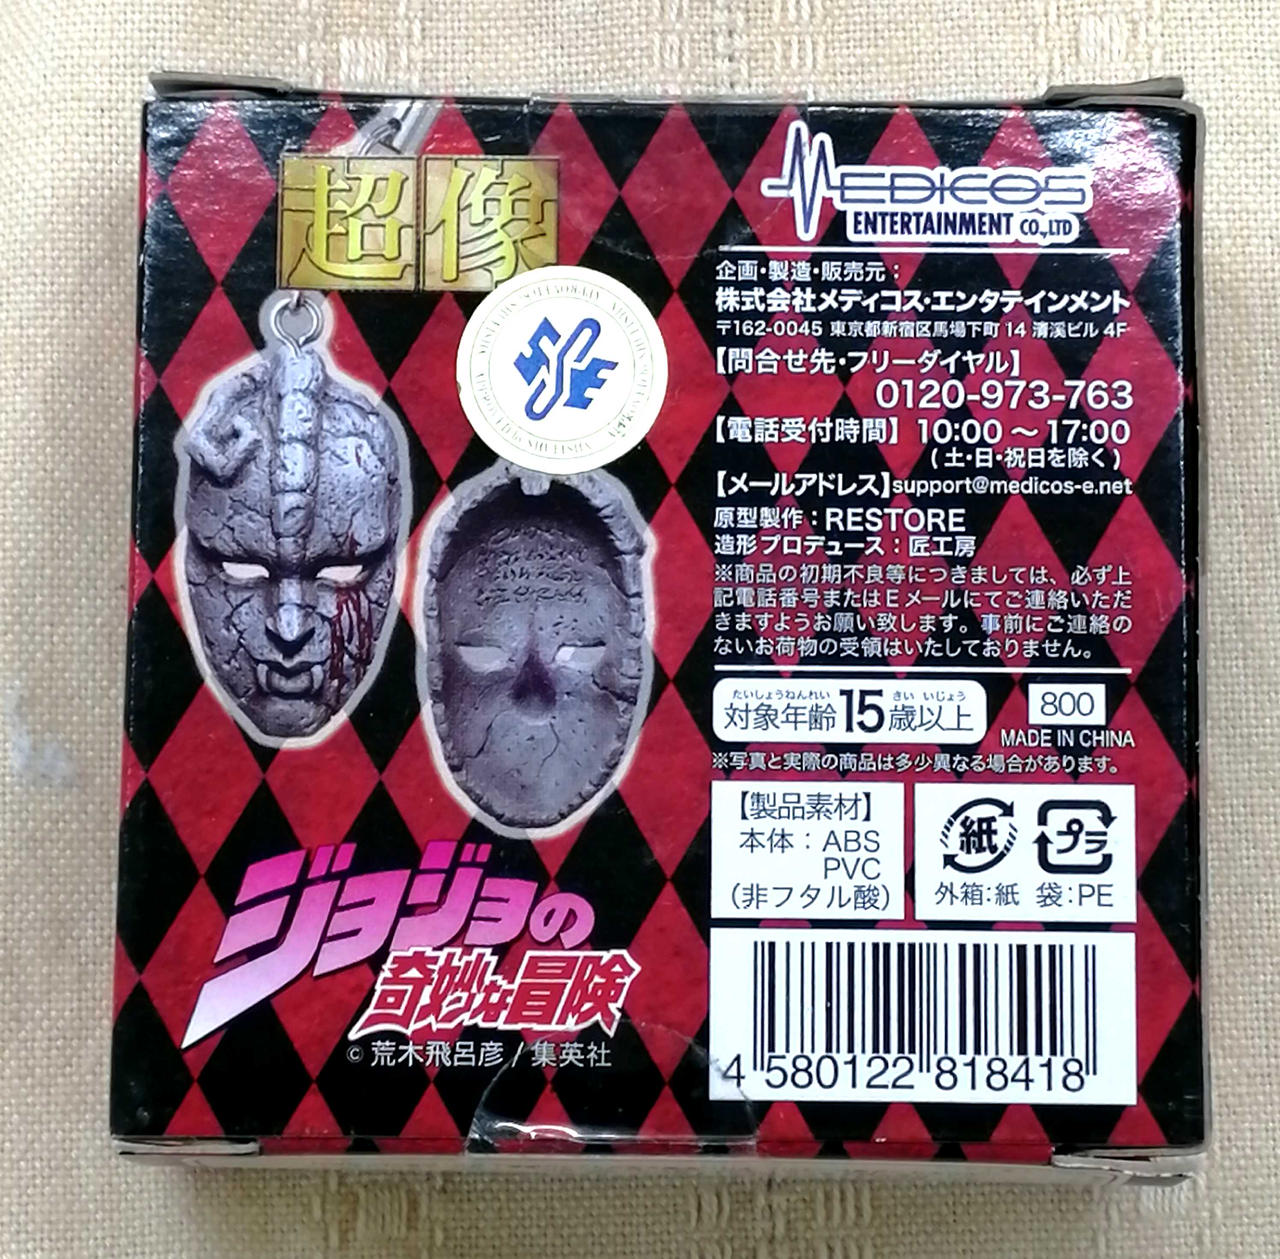 超像
MEDICOS
ENTERTAINMENT CO.,LTD
企画・製造・販売元：
株式会社メディコス・エンタテインメント
〒162-0045 東京都新宿区馬場下町 14 清溪ビル 4F
【問合せ先・フリーダイヤル】
0120-973-763
【電話受付時間】10:00 ～ 17:00
(土・日・祝日を除く)
【メールアドレス】support@medicos-e.net
原型製作：RESTORE
造形プロデュース：匠工房
※商品の初期不良等につきましては、必ず上
記電話番号またはＥメールにてご連絡いただ
きますようお願い致します。事前にご連絡の
ないお荷物の受領はいたしておりません。
たいしょうねんれい さい いじょう
対象年齢15歳以上
800
MADE IN CHINA
※写真と実際の商品は多少異なる場合があります。
【製品素材】
本体：ABS
PVC
（非フタル酸）
紙 プラ
外箱:紙 袋:PE
4 580122 818418
ジョジョの
奇妙な冒険
© 荒木飛呂彦 / 集英社